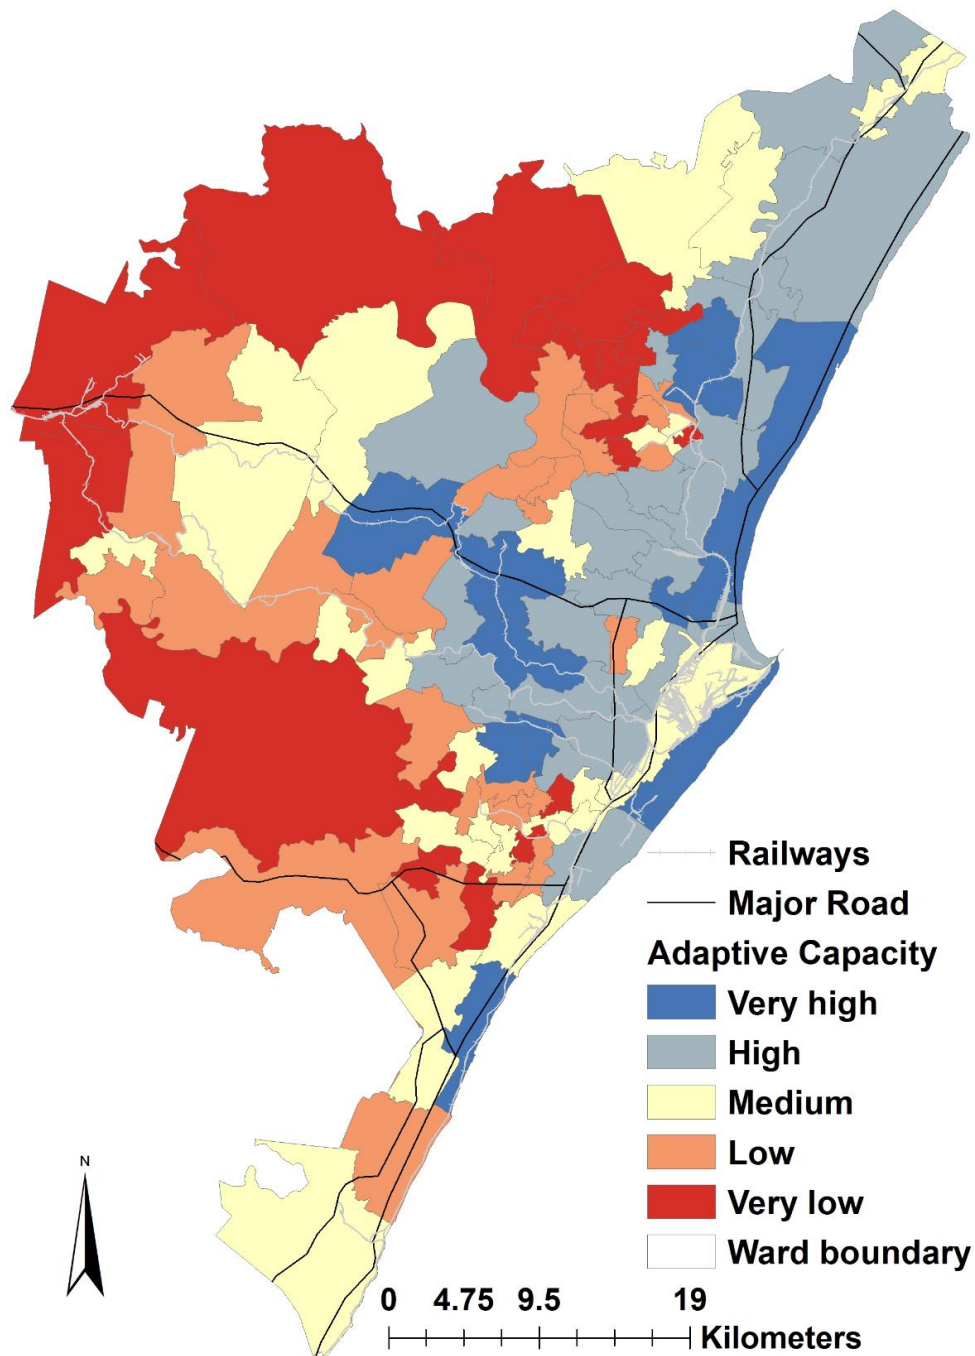 Railways
Major Road
Adaptive Capacity
Very high
High
Medium
Low
Very low
Ward boundary
N
0 4.75 9.5 19
Kilometers